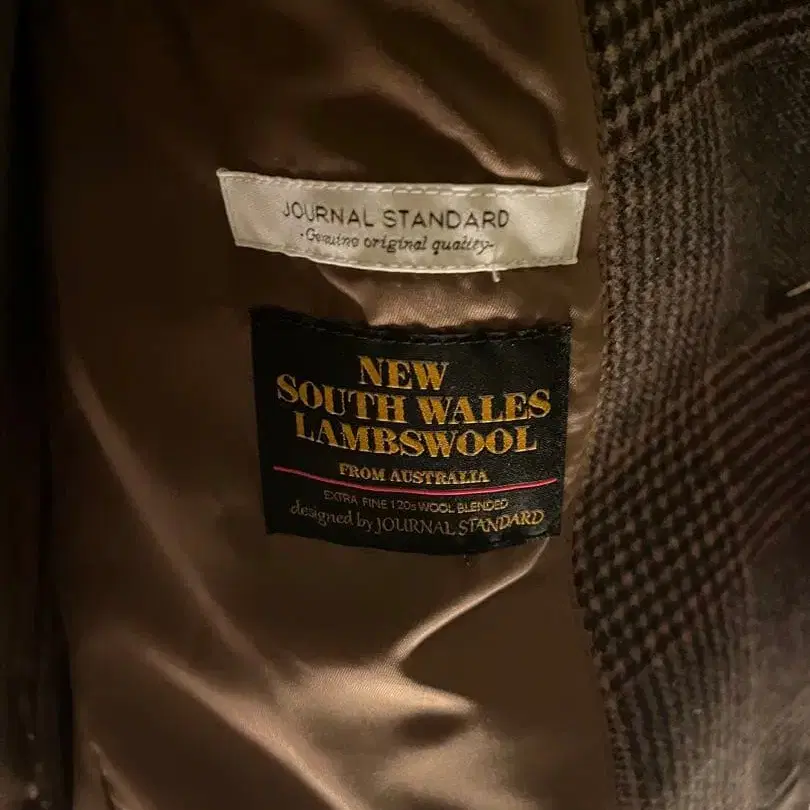 JOURNAL STANDARD
-Genuine original quality-
NEW
SOUTH WALES
LAMBSWOOL
FROM AUSTRALIA
EXTRA FINE 120s WOOL BLENDED
designed by JOURNAL STANDARD